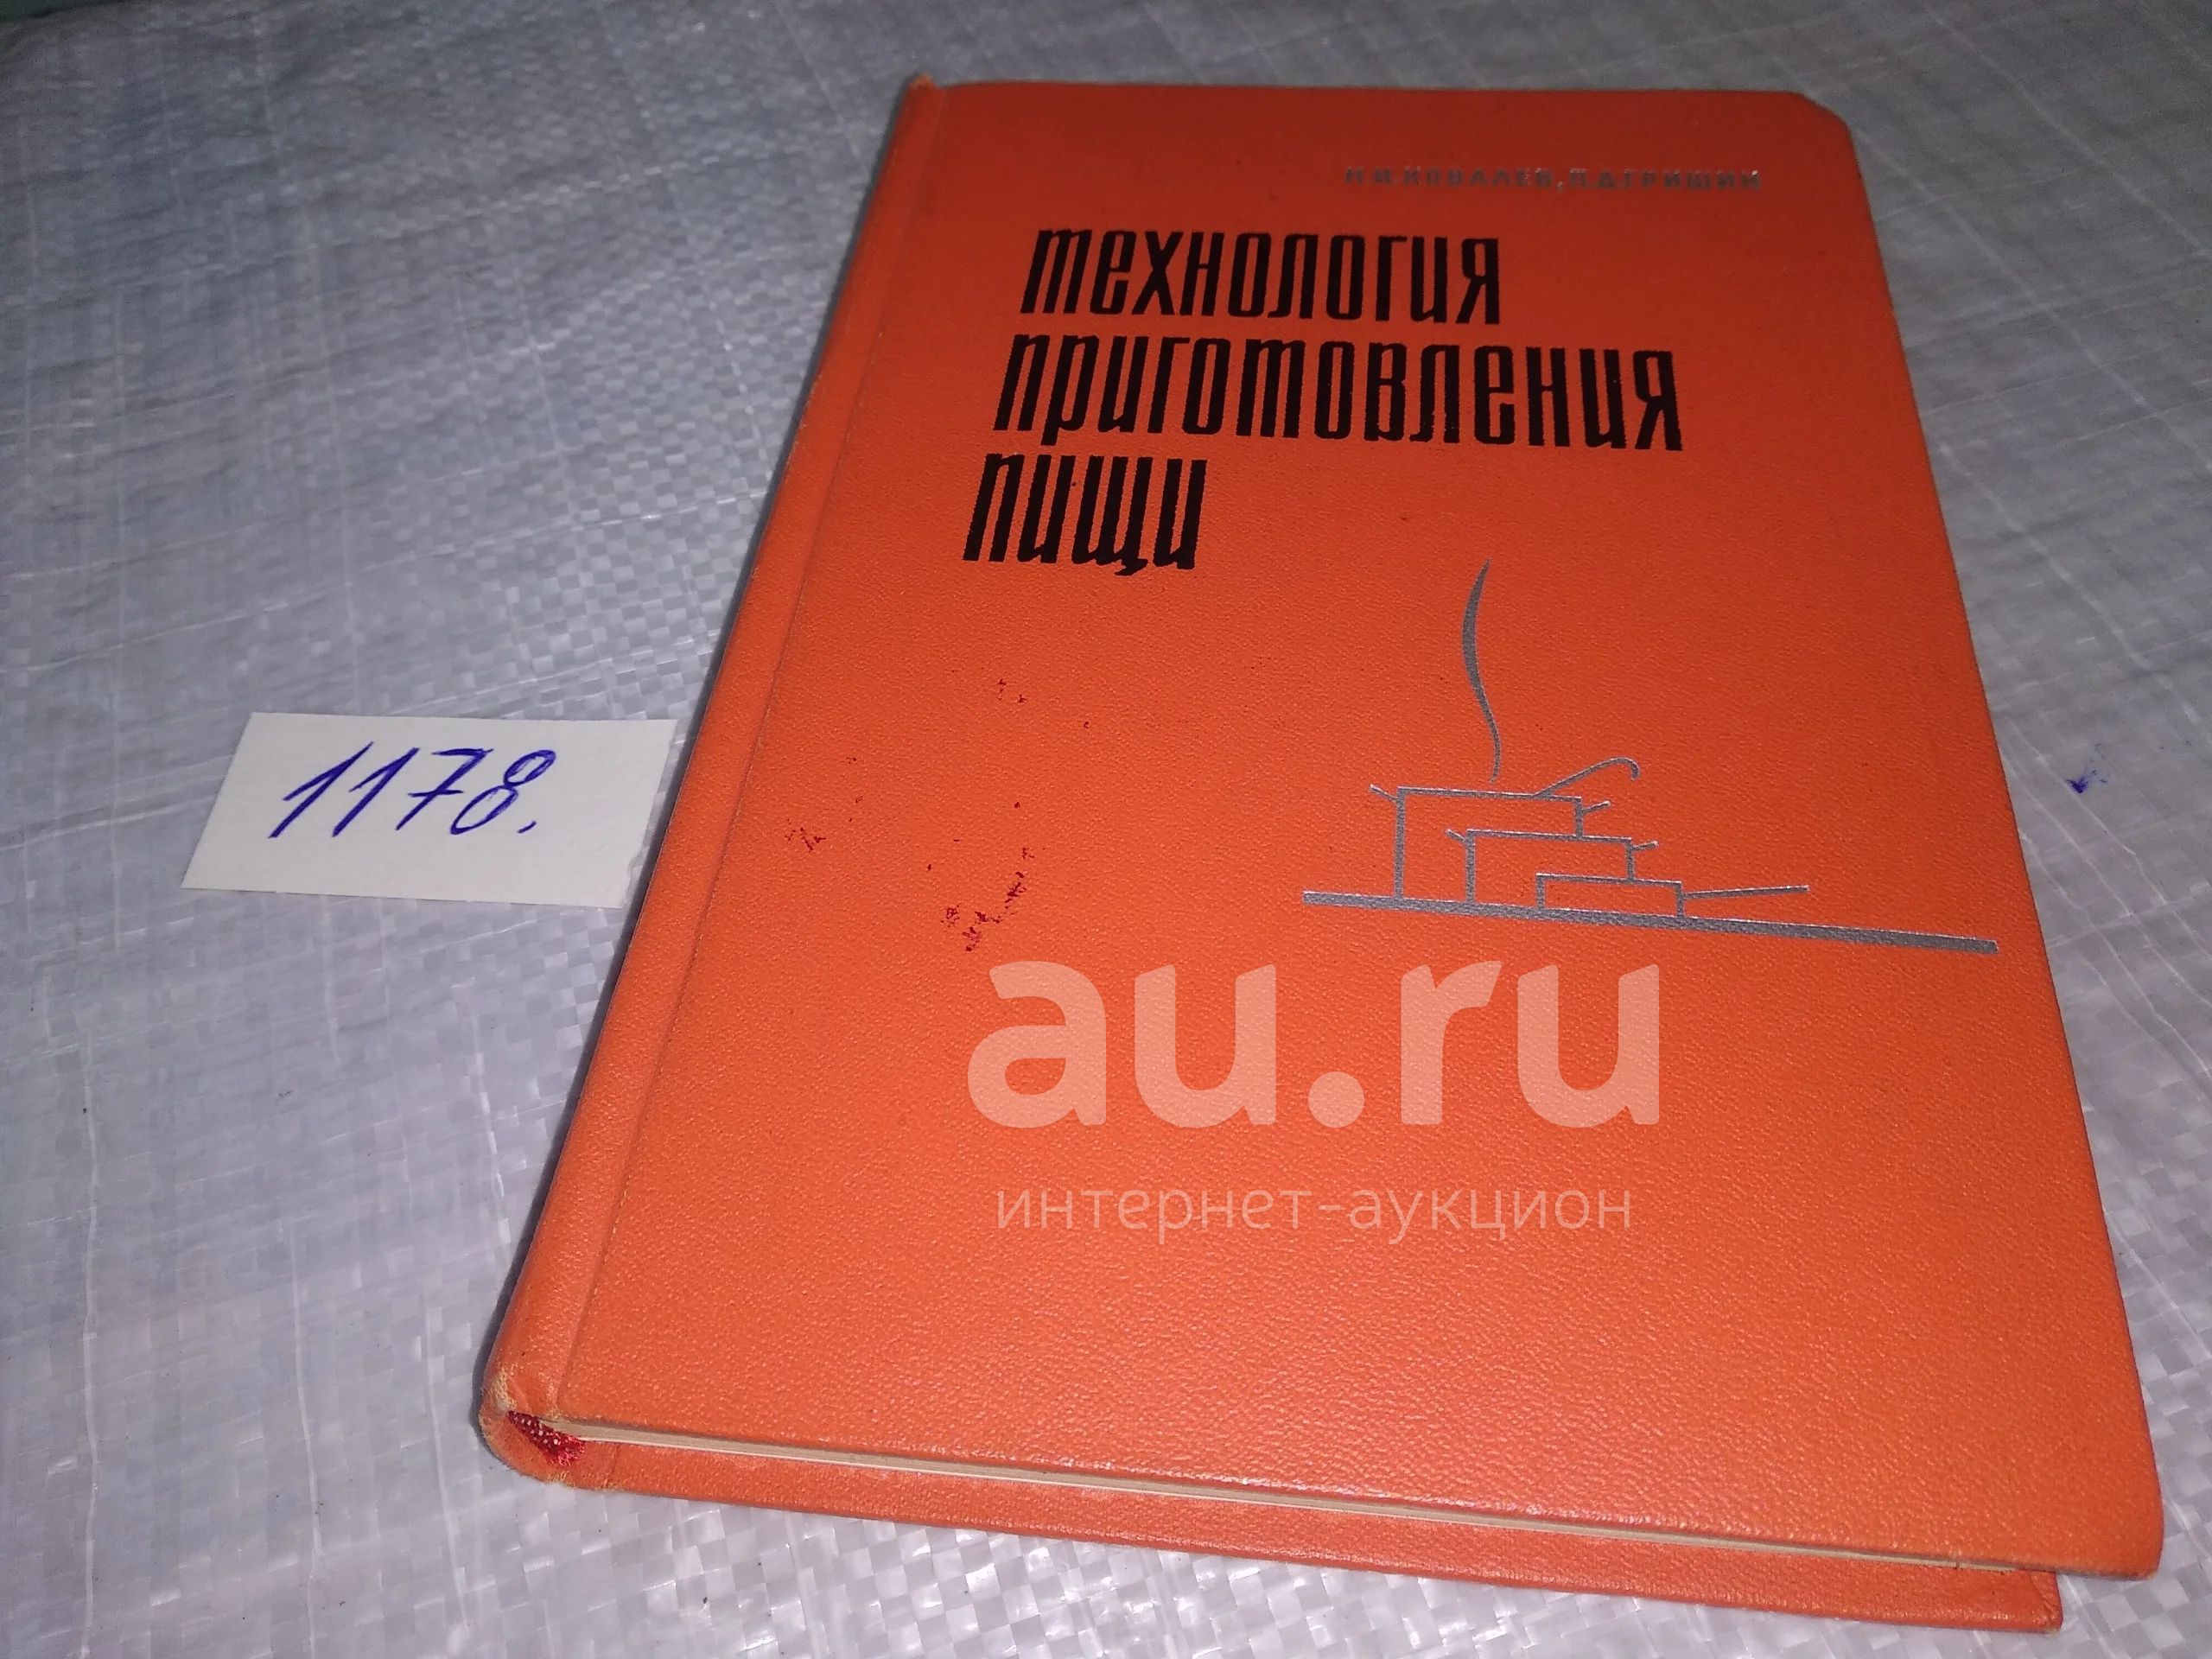 Н.И.КОВАЛЕВ, П.Д.ГРИШИН
технология
приготовления
пищи
1178.
au.ru
интернет-аукцион